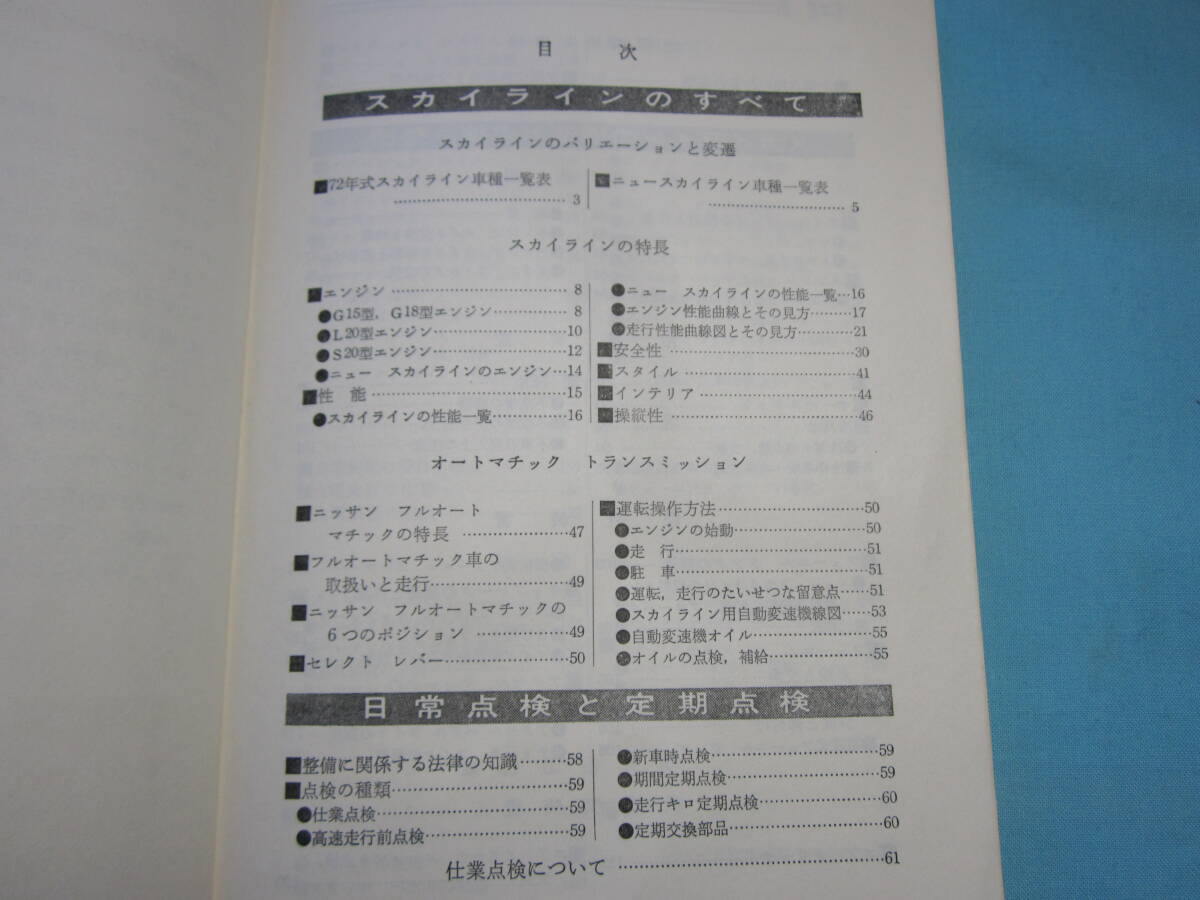 目 次
スカイラインのすべて
スカイラインのバリエーションと変遷
■72年式スカイライン車種一覧表
……………………… 3
■ニュースカイライン車種一覧表
……………………… 5
スカイラインの特長
■エンジン ……………………… 8
●G15型，G18型エンジン…………… 8
●L20型エンジン…………………10
●S20型エンジン…………………12
●ニュー スカイラインのエンジン…14
■性 能 ………………………15
●スカイラインの性能一覧…………16
●ニュー スカイラインの性能一覧…16
●エンジン性能曲線とその見方………17
●走行性能曲線図とその見方…………21
■安全性 ………………………30
■スタイル ………………………41
■インテリア ……………………44
■操縦性 ………………………46
オートマチック トランスミッション
■ニッサン フルオート
マチックの特長 ………………47
■フルオートマチック車の
取扱いと走行……………………49
■ニッサン フルオートマチックの
6つのポジション ………………49
■セレクト レバー…………………50
■運転操作方法……………………50
●エンジンの始動…………………50
●走 行…………………………51
●駐 車…………………………51
●運転，走行のたいせつな留意点……51
●スカイライン用自動変速機線図……53
●自動変速機オイル………………55
●オイルの点検，補給……………55
日常点検と定期点検
■整備に関係する法律の知識………58
■点検の種類………………………59
●仕業点検…………………………59
●高速走行前点検…………………59
●新車時点検………………………59
●期間定期点検……………………59
●走行キロ定期点検………………60
●定期交換部品……………………60
仕業点検について ……………………………61